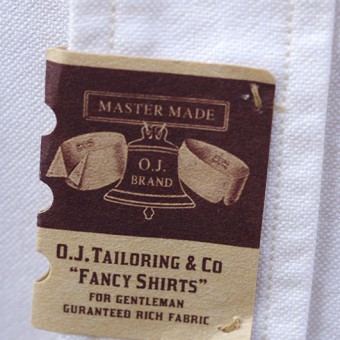 MASTER MADE
O.J.
BRAND
O.J. TAILORING & CO
"FANCY SHIRTS"
FOR GENTLEMAN
GURANTEED RICH FABRIC